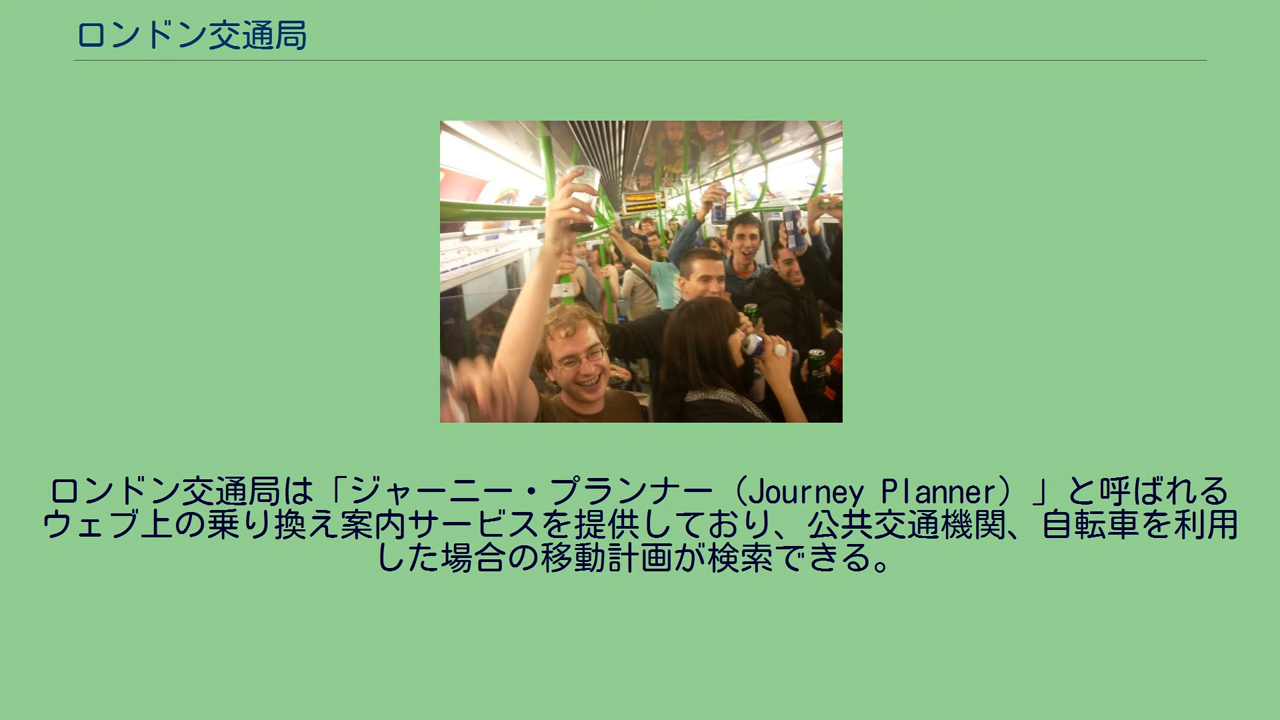 ロンドン交通局
ロンドン交通局は「ジャーニー・プランナー（Journey Planner）」と呼ばれる
ウェブ上の乗り換え案内サービスを提供しており、公共交通機関、自転車を利用
した場合の移動計画が検索できる。